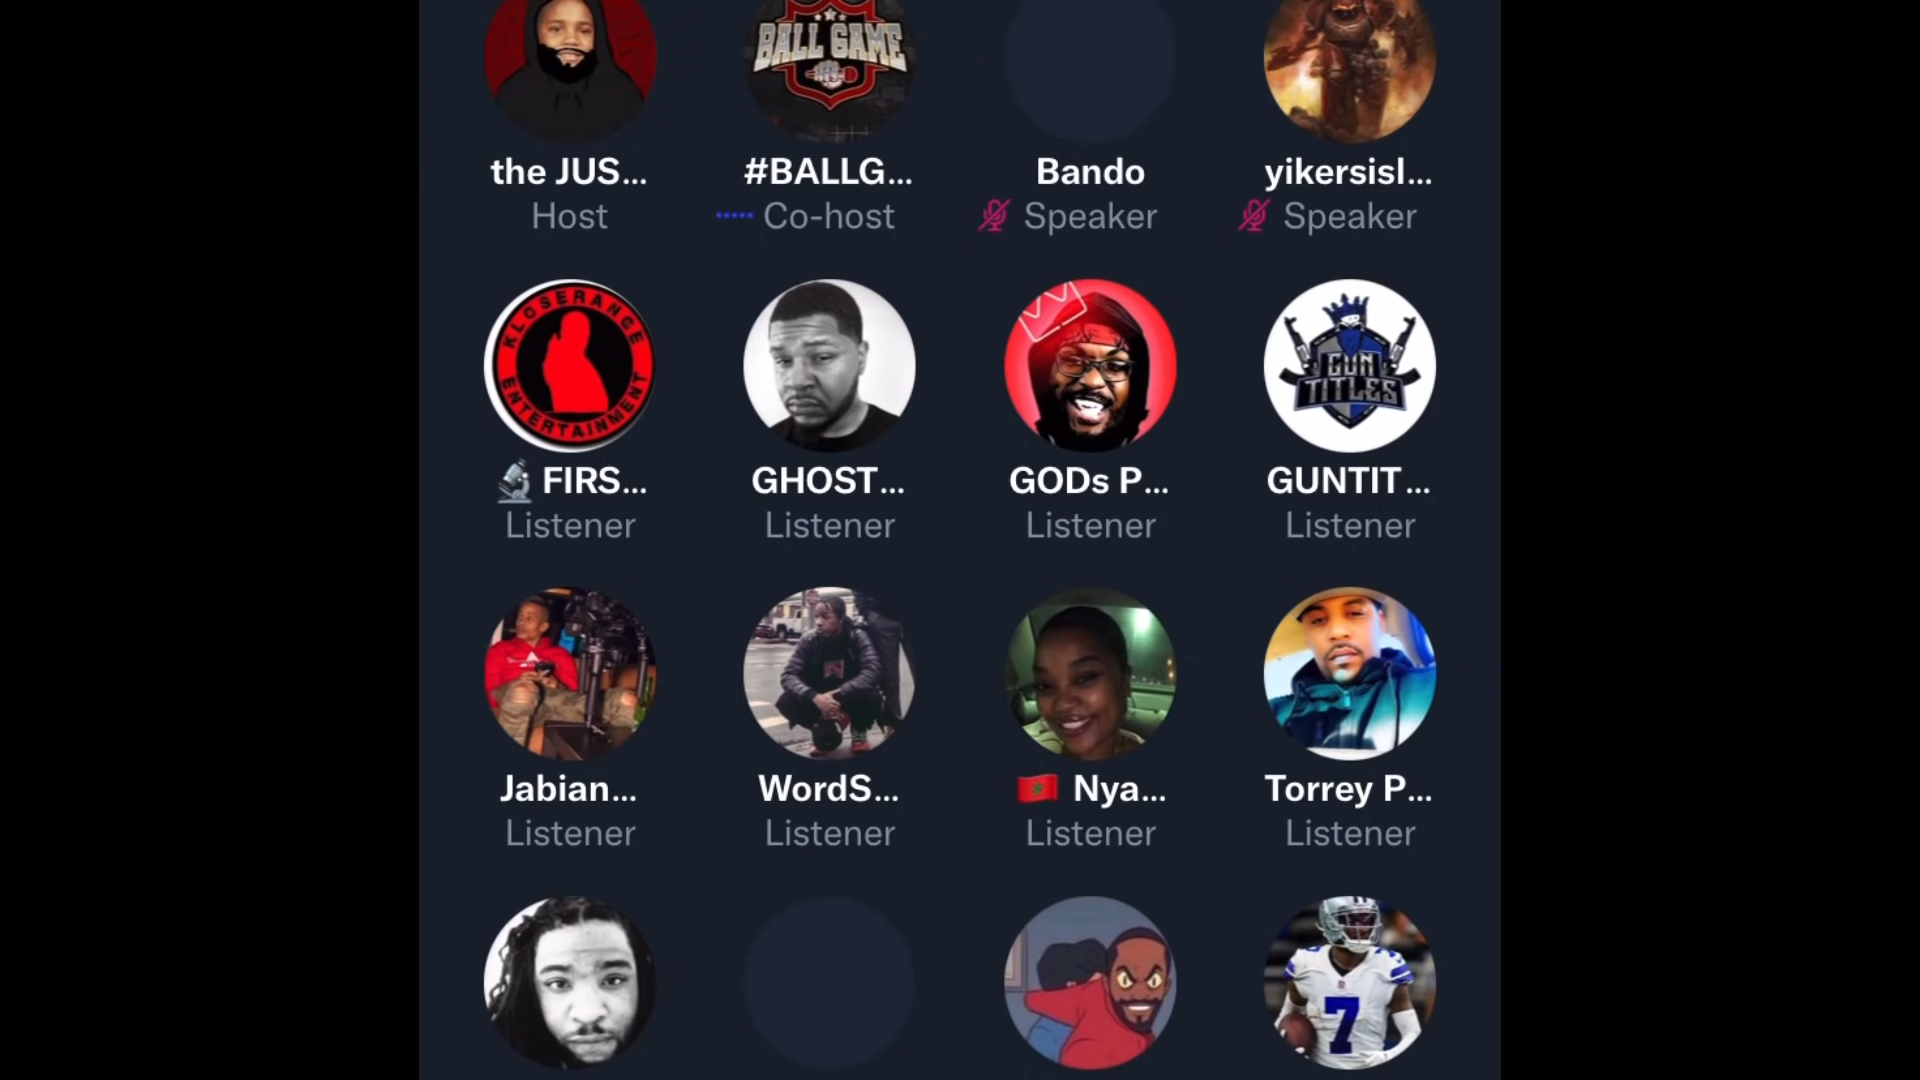 BALL GAME
the JUS...
#BALLG...
Bando
yikersisl...
Host
Co-host
Speaker
Speaker
KLOSERANGE
ENTERTAINMENT
GUN
TITLES
🔬 FIRS...
GHOST...
GODs P...
GUNTIT...
Listener
Listener
Listener
Listener
Jabian...
WordS...
🇲🇦 Nya...
Torrey P...
Listener
Listener
Listener
Listener
7